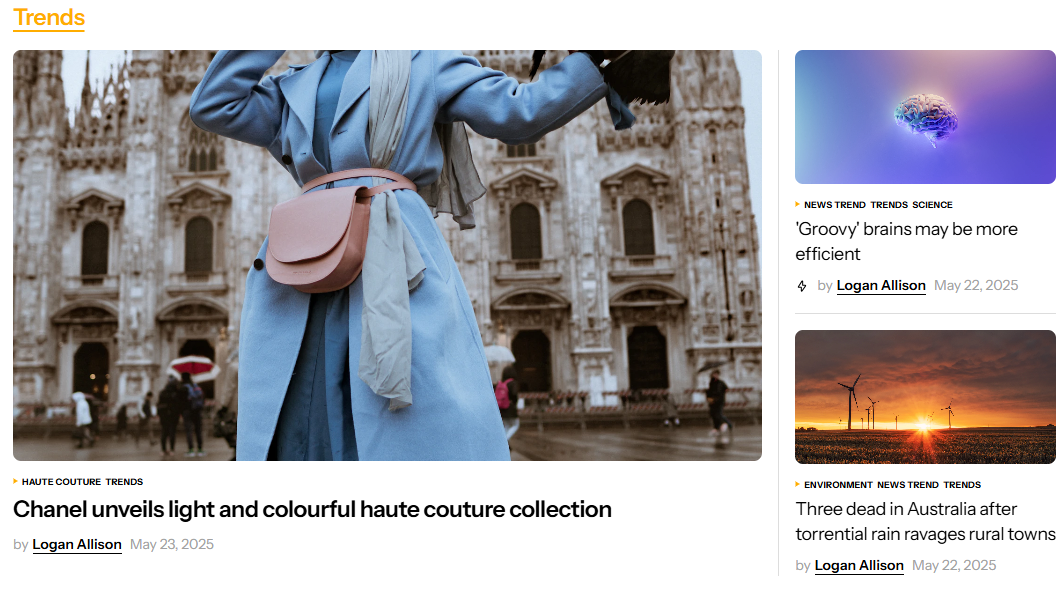 Trends
HAUTE COUTURE TRENDS
Chanel unveils light and colourful haute couture collection
by Logan Allison May 23, 2025
NEWS TREND TRENDS SCIENCE
'Groovy' brains may be more
efficient
by Logan Allison May 22, 2025
ENVIRONMENT NEWS TREND TRENDS
Three dead in Australia after
torrential rain ravages rural towns
by Logan Allison May 22, 2025